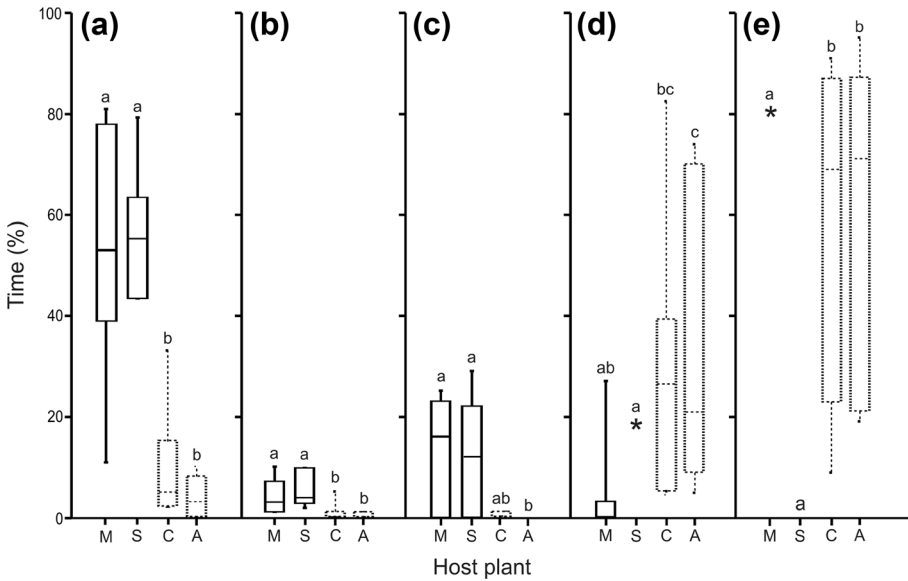 (a) (b) (c) (d) (e)
100
80
60
40
20
0
Time (%)
a a b b
a a b b
a a ab b
ab a * bc c
a * a b b
M S C A M S C A M S C A M S C A M S C A
Host plant